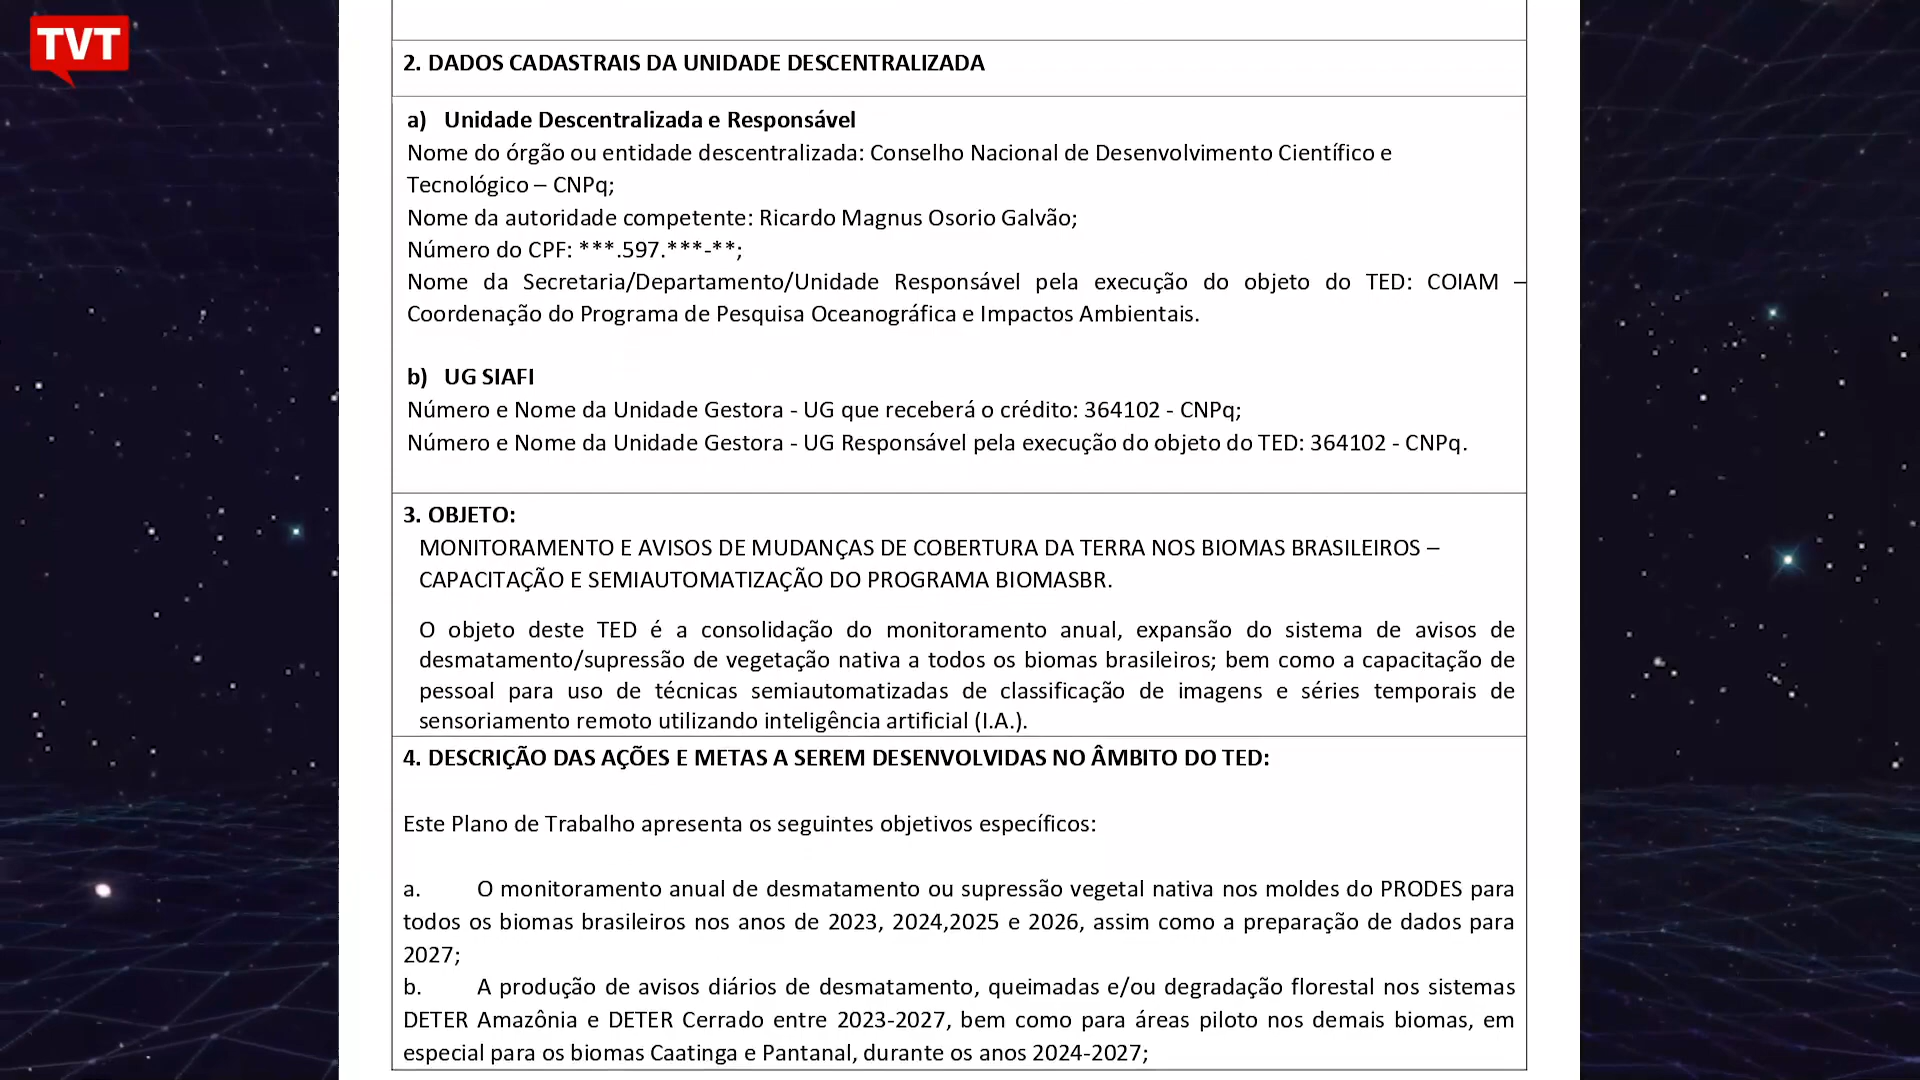 TVT
2. DADOS CADASTRAIS DA UNIDADE DESCENTRALIZADA
a) Unidade Descentralizada e Responsável
Nome do órgão ou entidade descentralizada: Conselho Nacional de Desenvolvimento Científico e
Tecnológico – CNPq;
Nome da autoridade competente: Ricardo Magnus Osorio Galvão;
Número do CPF: ***.597.***-**;
Nome da Secretaria/Departamento/Unidade Responsável pela execução do objeto do TED: COIAM –
Coordenação do Programa de Pesquisa Oceanográfica e Impactos Ambientais.
b) UG SIAFI
Número e Nome da Unidade Gestora - UG que receberá o crédito: 364102 - CNPq;
Número e Nome da Unidade Gestora - UG Responsável pela execução do objeto do TED: 364102 - CNPq.
3. OBJETO:
MONITORAMENTO E AVISOS DE MUDANÇAS DE COBERTURA DA TERRA NOS BIOMAS BRASILEIROS –
CAPACITAÇÃO E SEMIAUTOMATIZAÇÃO DO PROGRAMA BIOMASBR.
O objeto deste TED é a consolidação do monitoramento anual, expansão do sistema de avisos de
desmatamento/supressão de vegetação nativa a todos os biomas brasileiros; bem como a capacitação de
pessoal para uso de técnicas semiautomatizadas de classificação de imagens e séries temporais de
sensoriamento remoto utilizando inteligência artificial (I.A.).
4. DESCRIÇÃO DAS AÇÕES E METAS A SEREM DESENVOLVIDAS NO ÂMBITO DO TED:
Este Plano de Trabalho apresenta os seguintes objetivos específicos:
a. O monitoramento anual de desmatamento ou supressão vegetal nativa nos moldes do PRODES para
todos os biomas brasileiros nos anos de 2023, 2024,2025 e 2026, assim como a preparação de dados para
2027;
b. A produção de avisos diários de desmatamento, queimadas e/ou degradação florestal nos sistemas
DETER Amazônia e DETER Cerrado entre 2023-2027, bem como para áreas piloto nos demais biomas, em
especial para os biomas Caatinga e Pantanal, durante os anos 2024-2027;